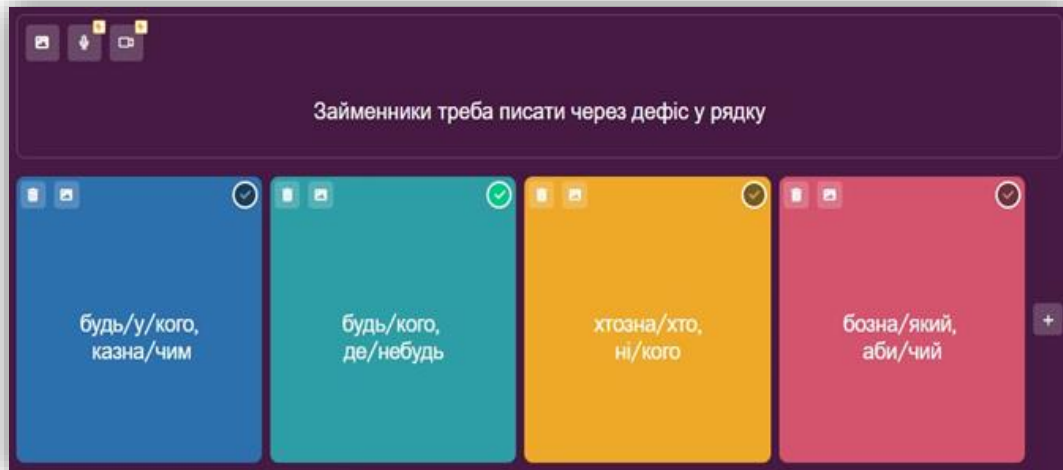 Займенники треба писати через дефіс у рядку
будь/у/кого,
казна/чим
будь/кого,
де/небудь
хтозна/хто,
ні/кого
бозна/який,
аби/чий
+